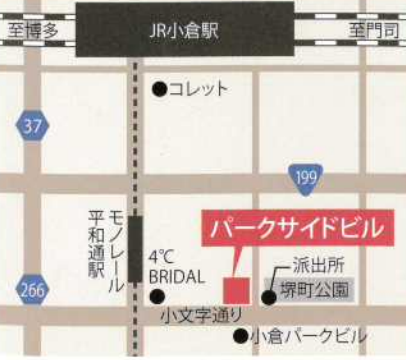 至博多
JR小倉駅
至門司
コレット
37
199
モノレール
平和通駅
パークサイドビル
4℃
BRIDAL
派出所
堺町公園
266
小文字通り
小倉パークビル